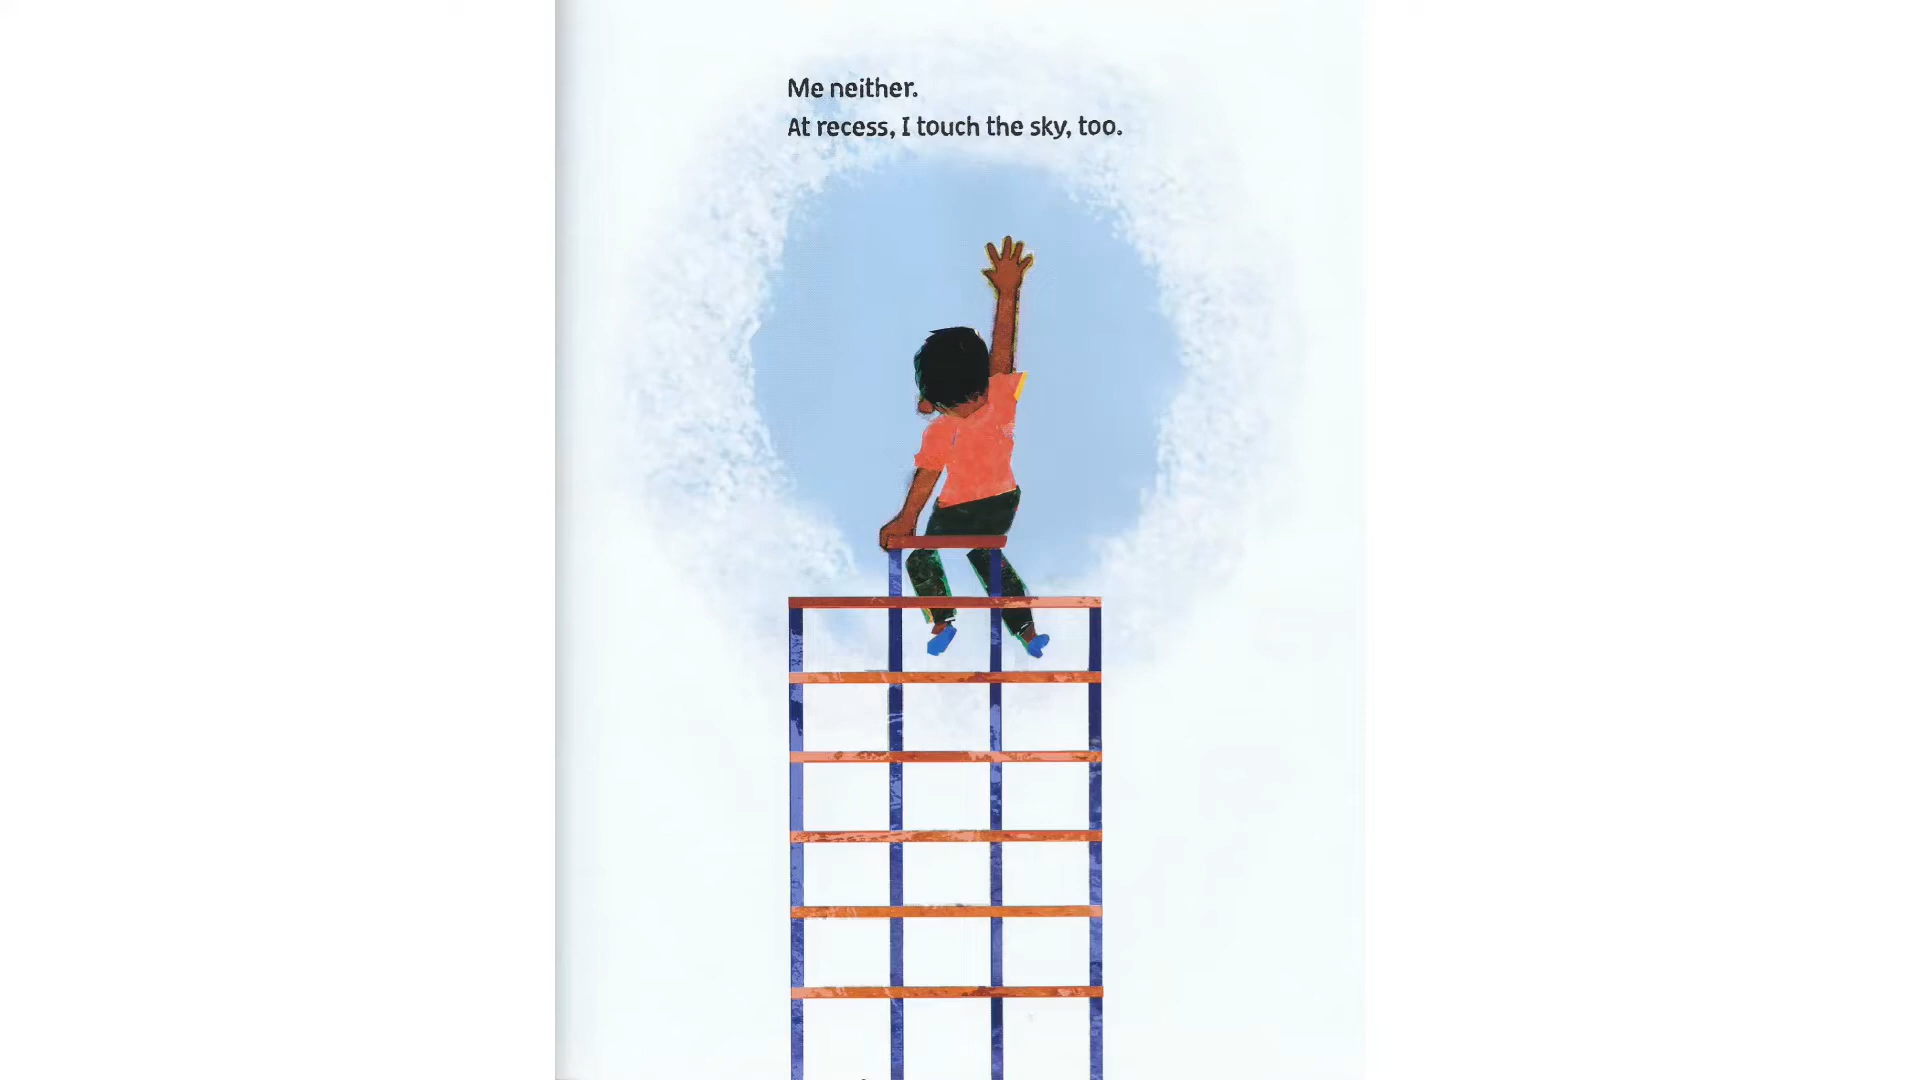 Me neither.
At recess, I touch the sky, too.